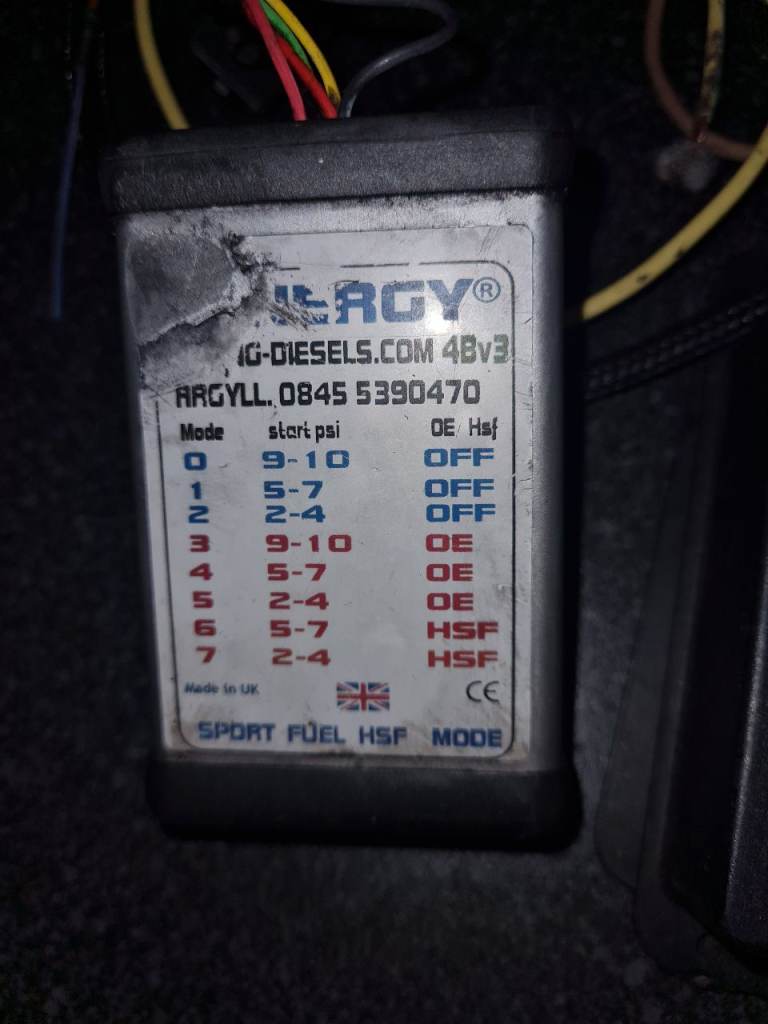 NERGY®
IG-DIESELS.COM 4Bv3
ARGYLL. 0845 5390470
Mode start psi OE/Hsf
0 9-10 OFF
1 5-7 OFF
2 2-4 OFF
3 9-10 OE
4 5-7 OE
5 2-4 OE
6 5-7 HSF
7 2-4 HSF
Made in UK CE
SPORT FUEL HSF MODE